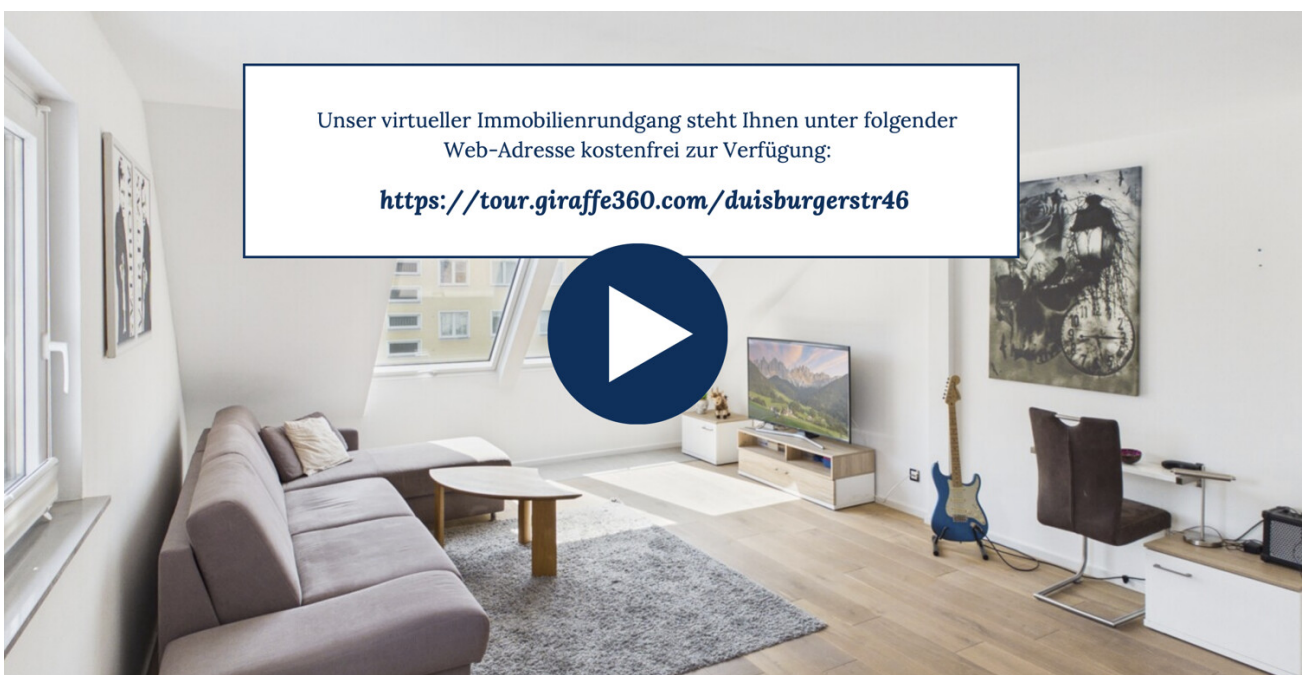 Unser virtueller Immobilienrundgang steht Ihnen unter folgender
Web-Adresse kostenfrei zur Verfügung:
https://tour.giraffe360.com/duisburgerstr46